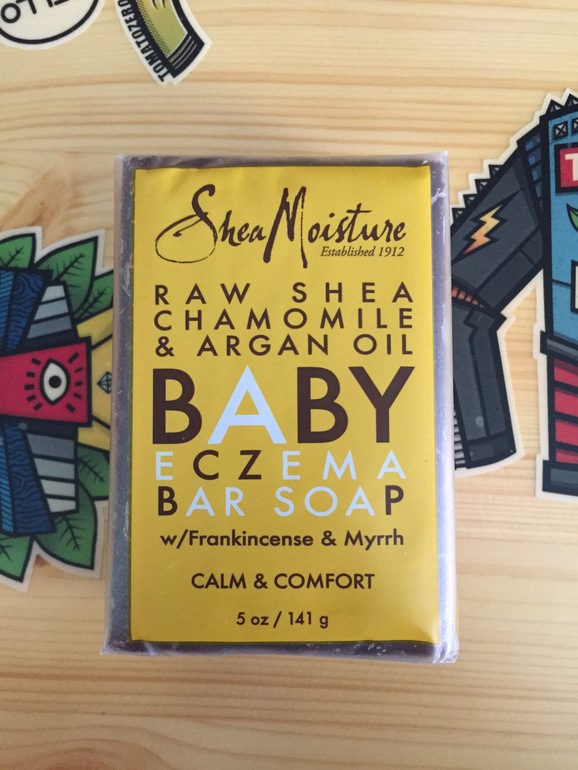 TOMATOZERO
SheaMoisture
Established 1912
RAW SHEA
CHAMOMILE
& ARGAN OIL
BABY
ECZEMA
BAR SOAP
w/Frankincense & Myrrh
CALM & COMFORT
5 oz / 141 g